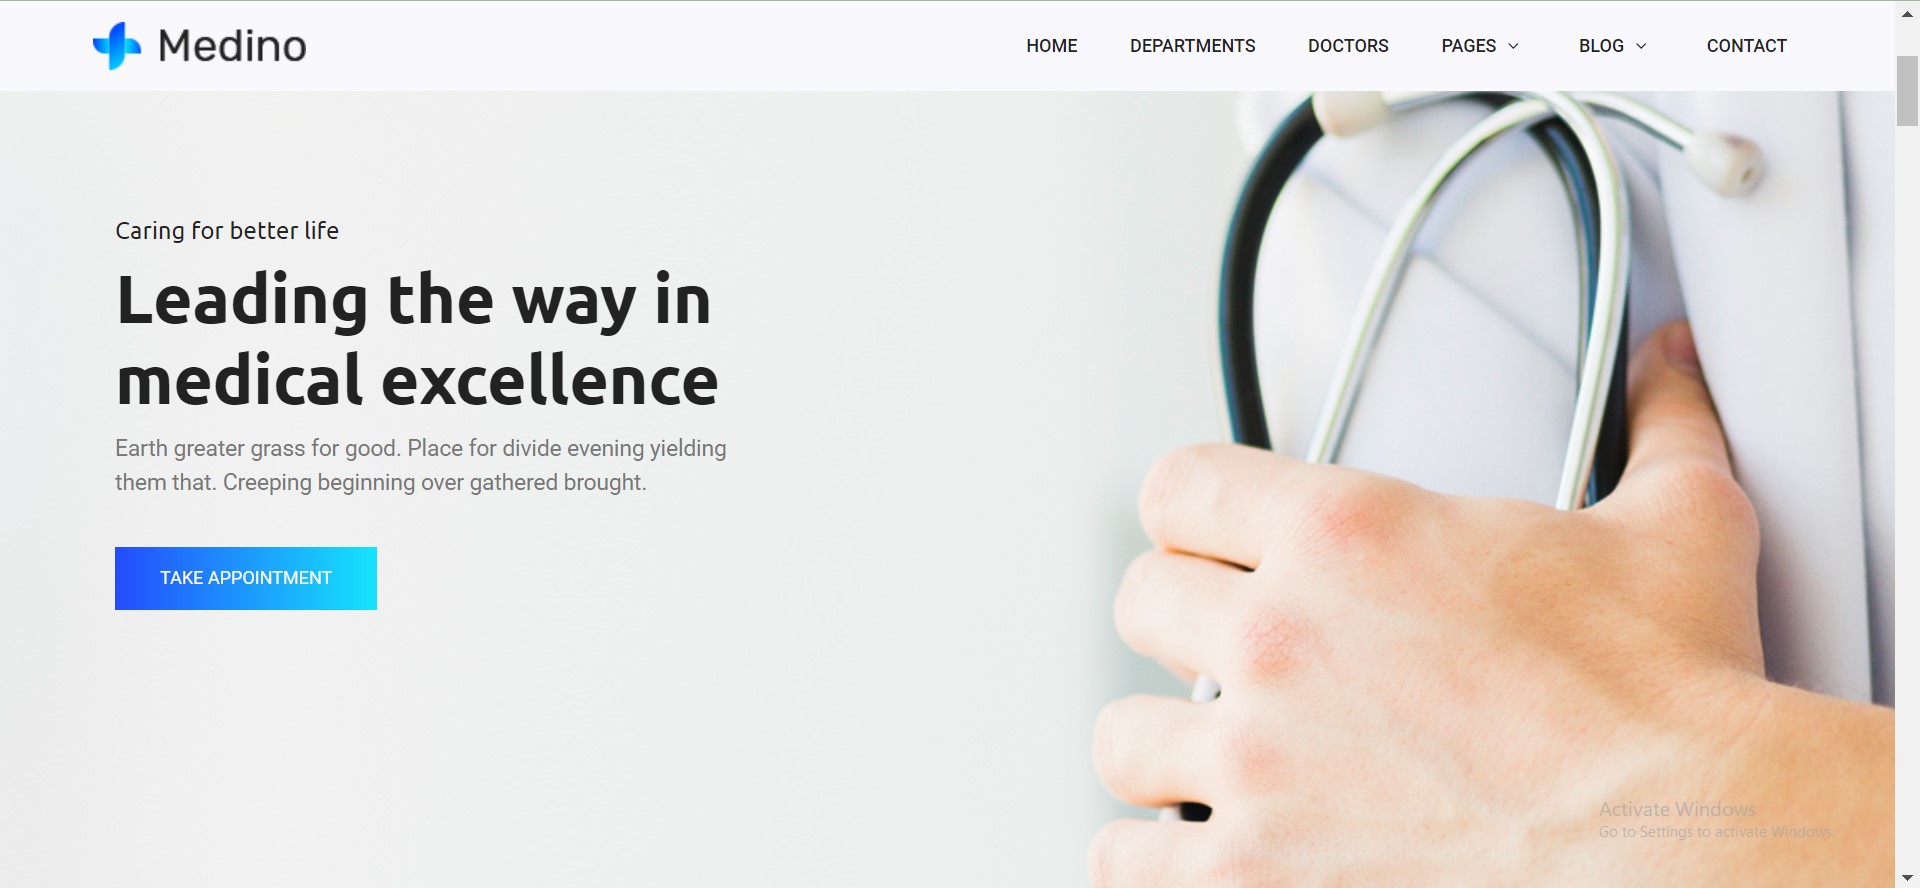 Medino
HOME DEPARTMENTS DOCTORS PAGES BLOG CONTACT
Caring for better life
Leading the way in
medical excellence
Earth greater grass for good. Place for divide evening yielding
them that. Creeping beginning over gathered brought.
TAKE APPOINTMENT
Activate Windows
Go to Settings to activate Windows.